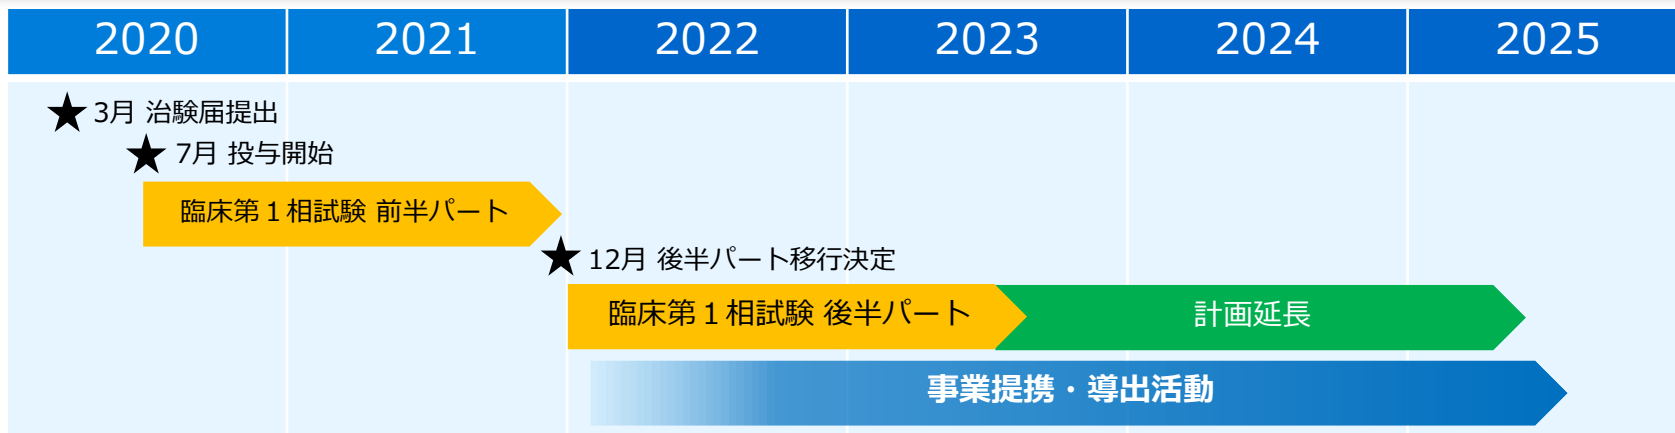 2020 2021 2022 2023 2024 2025
★ 3月 治験届提出
★ 7月 投与開始
臨床第１相試験 前半パート
★ 12月 後半パート移行決定
臨床第１相試験 後半パート 計画延長
事業提携・導出活動